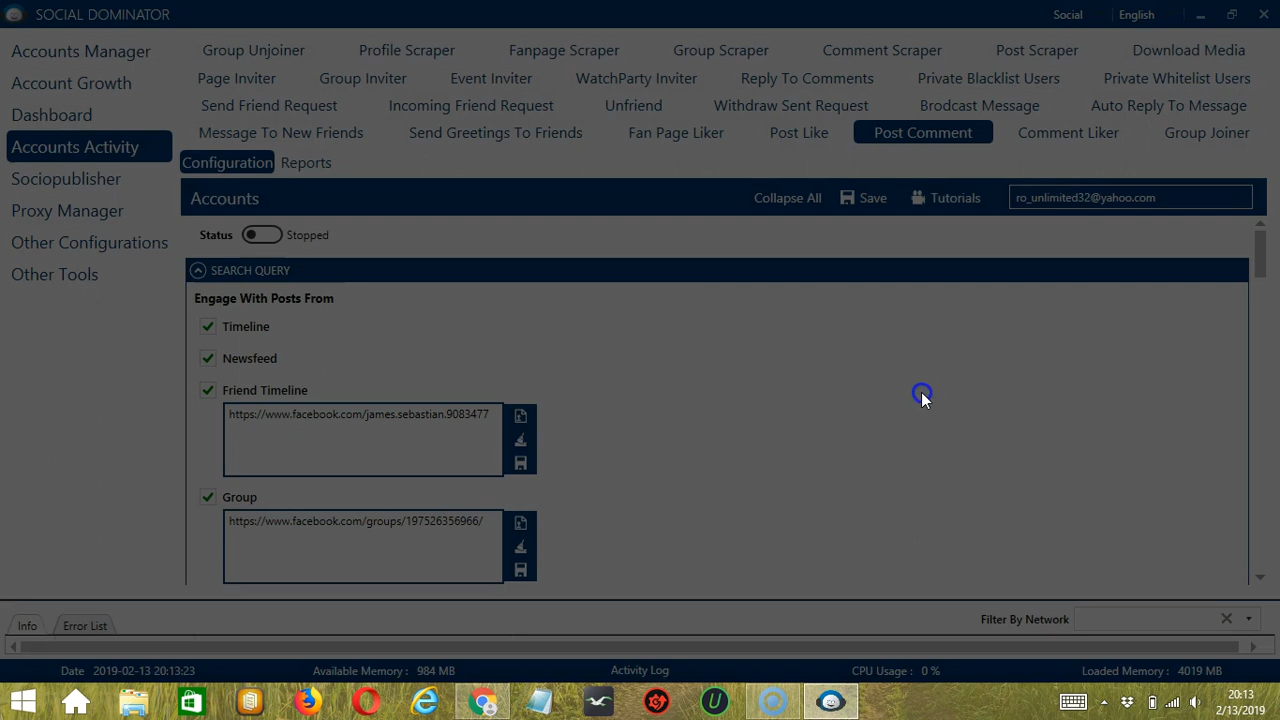 SOCIAL DOMINATOR Social English
Accounts Manager
Account Growth
Dashboard
Accounts Activity
Sociopublisher
Proxy Manager
Other Configurations
Other Tools
Group Unjoiner Profile Scraper Fanpage Scraper Group Scraper Comment Scraper Post Scraper Download Media
Page Inviter Group Inviter Event Inviter WatchParty Inviter Reply To Comments Private Blacklist Users Private Whitelist Users
Send Friend Request Incoming Friend Request Unfriend Withdraw Sent Request Brodcast Message Auto Reply To Message
Message To New Friends Send Greetings To Friends Fan Page Liker Post Like Post Comment Comment Liker Group Joiner
Configuration Reports
Accounts Collapse All Save Tutorials ro_unlimited32@yahoo.com
Status Stopped
SEARCH QUERY
Engage With Posts From
Timeline
Newsfeed
Friend Timeline
https://www.facebook.com/james.sebastian.9083477
Group
https://www.facebook.com/groups/197526356966/
Info Error List Filter By Network
Date 2019-02-13 20:13:23 Available Memory : 984 MB Activity Log CPU Usage : 0 % Loaded Memory : 4019 MB
20:13
2/13/2019